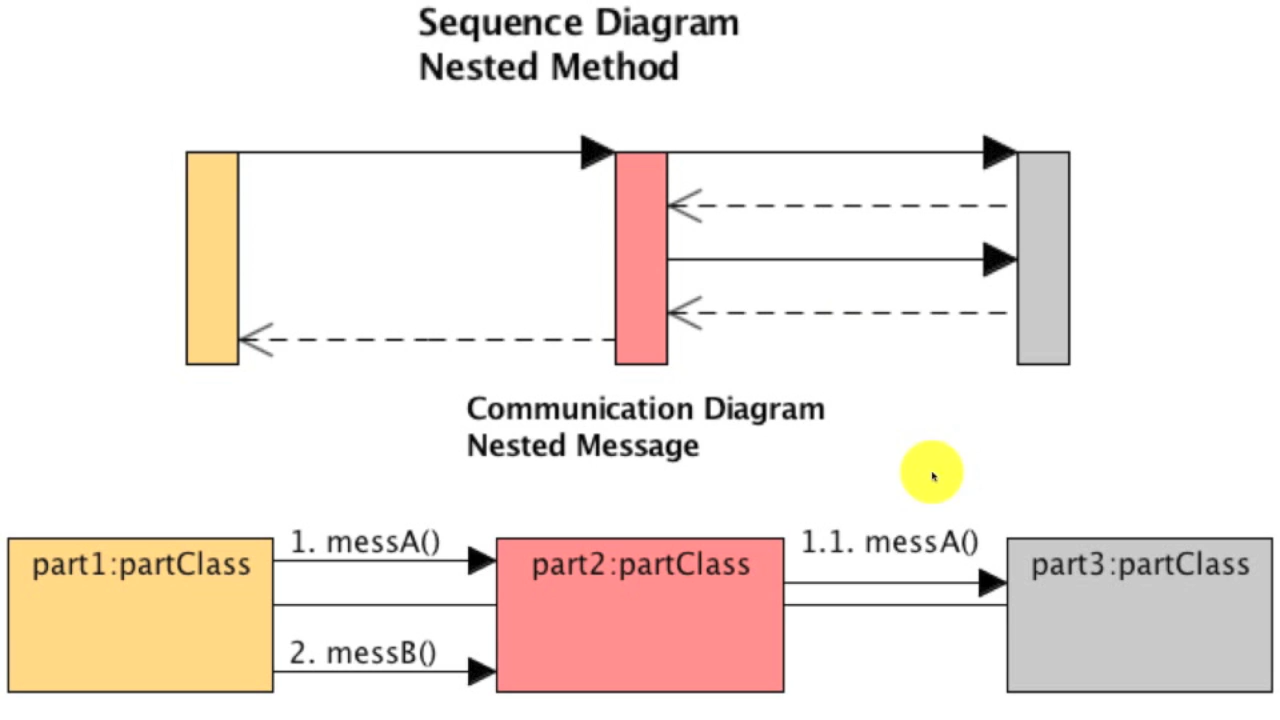 Sequence Diagram
Nested Method
Communication Diagram
Nested Message
1. messA()
1.1. messA()
part1:partClass
part2:partClass
part3:partClass
2. messB()